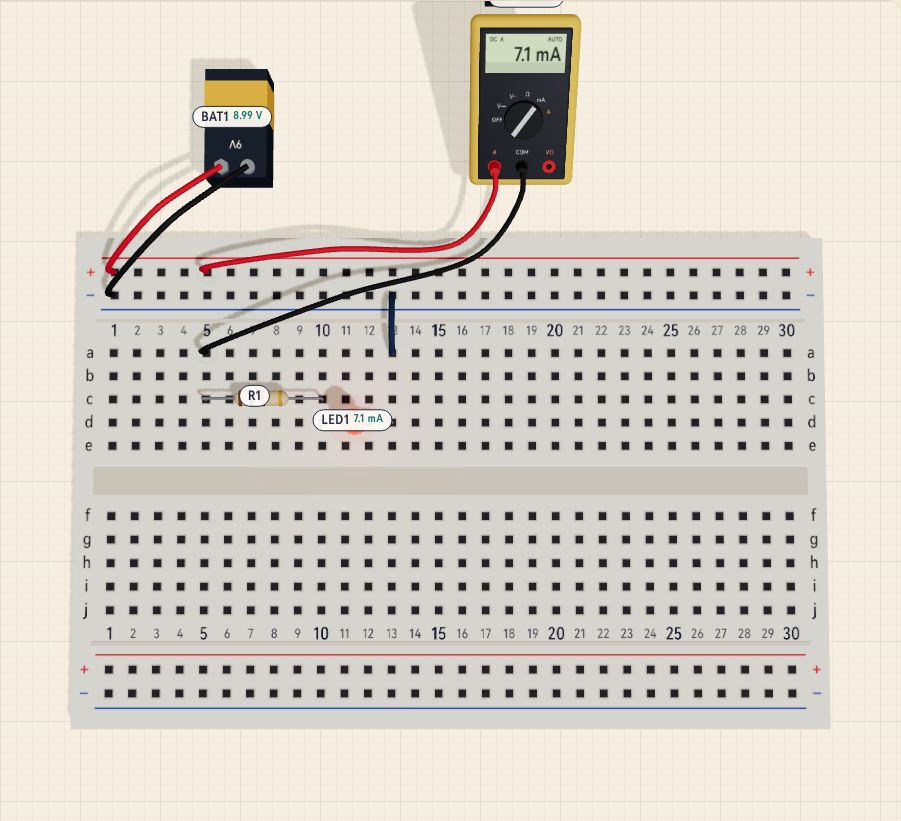 DC A AUTO
7.1 mA
V~ Ω mA
V⎓ A
OFF
A COM VΩ
BAT1 8.99 V
9V
+ +
− −
1 2 3 4 5 6 7 8 9 10 11 12 13 14 15 16 17 18 19 20 21 22 23 24 25 26 27 28 29 30
a a
b b
c c
R1
d d
LED1 7.1 mA
e e
f f
g g
h h
i i
j j
1 2 3 4 5 6 7 8 9 10 11 12 13 14 15 16 17 18 19 20 21 22 23 24 25 26 27 28 29 30
+ +
− −